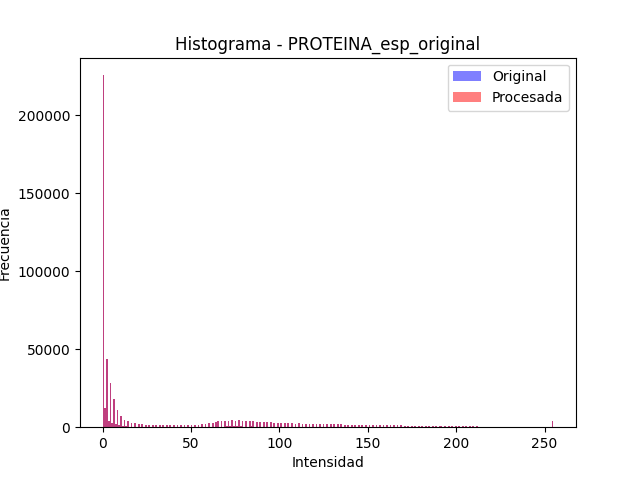 Histograma - PROTEINA_esp_original
Original
Procesada
200000
150000
100000
50000
0
Frecuencia
0 50 100 150 200 250
Intensidad